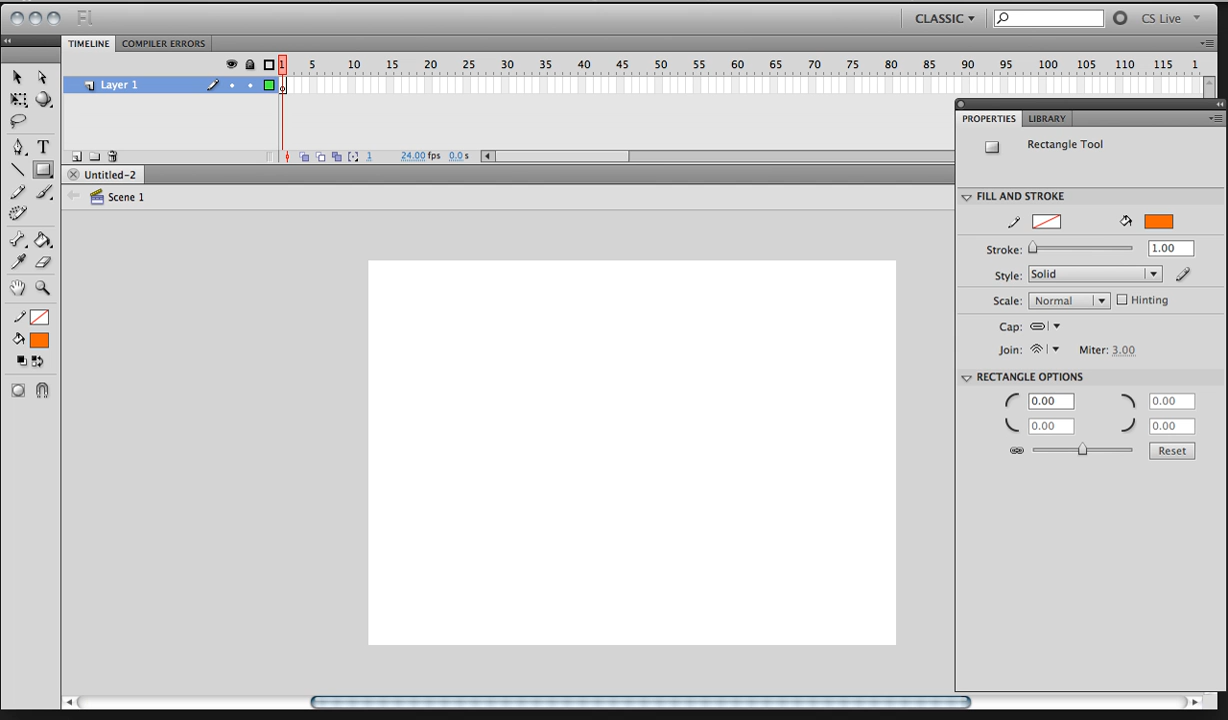 Fl CLASSIC CS Live
TIMELINE COMPILER ERRORS
1 5 10 15 20 25 30 35 40 45 50 55 60 65 70 75 80 85 90 95 100 105 110 115 1
Layer 1
1 24.00 fps 0.0 s
Untitled-2
Scene 1
T
PROPERTIES LIBRARY
Rectangle Tool
FILL AND STROKE
Stroke: 1.00
Style: Solid
Scale: Normal Hinting
Cap:
Join: Miter: 3.00
RECTANGLE OPTIONS
0.00 0.00
0.00 0.00
Reset